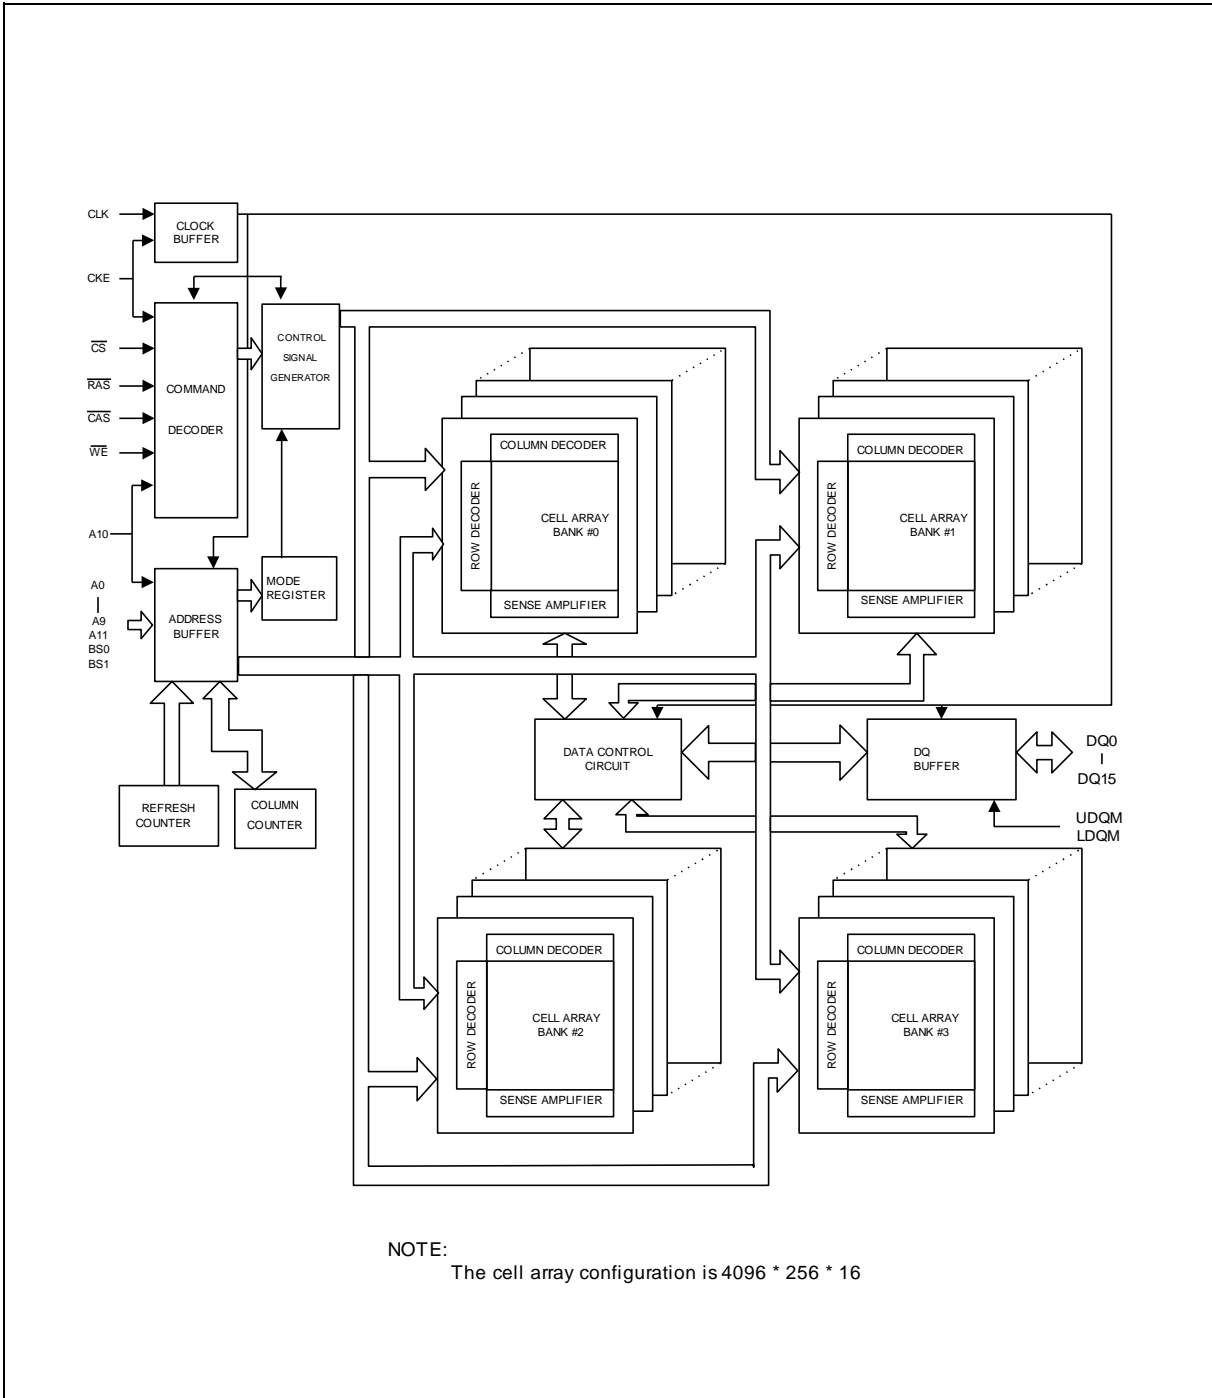 CLK
CLOCK
BUFFER
CKE
C̅S̅
R̅A̅S̅
C̅A̅S̅
W̅E̅
COMMAND
DECODER
CONTROL
SIGNAL
GENERATOR
A10
A0
A9
A11
BS0
BS1
ADDRESS
BUFFER
MODE
REGISTER
REFRESH
COUNTER
COLUMN
COUNTER
COLUMN DECODER
ROW DECODER
CELL ARRAY
BANK #0
SENSE AMPLIFIER
COLUMN DECODER
ROW DECODER
CELL ARRAY
BANK #1
SENSE AMPLIFIER
DATA CONTROL
CIRCUIT
DQ
BUFFER
DQ0
DQ15
UDQM
LDQM
COLUMN DECODER
ROW DECODER
CELL ARRAY
BANK #2
SENSE AMPLIFIER
COLUMN DECODER
ROW DECODER
CELL ARRAY
BANK #3
SENSE AMPLIFIER
NOTE:
The cell array configuration is 4096 * 256 * 16